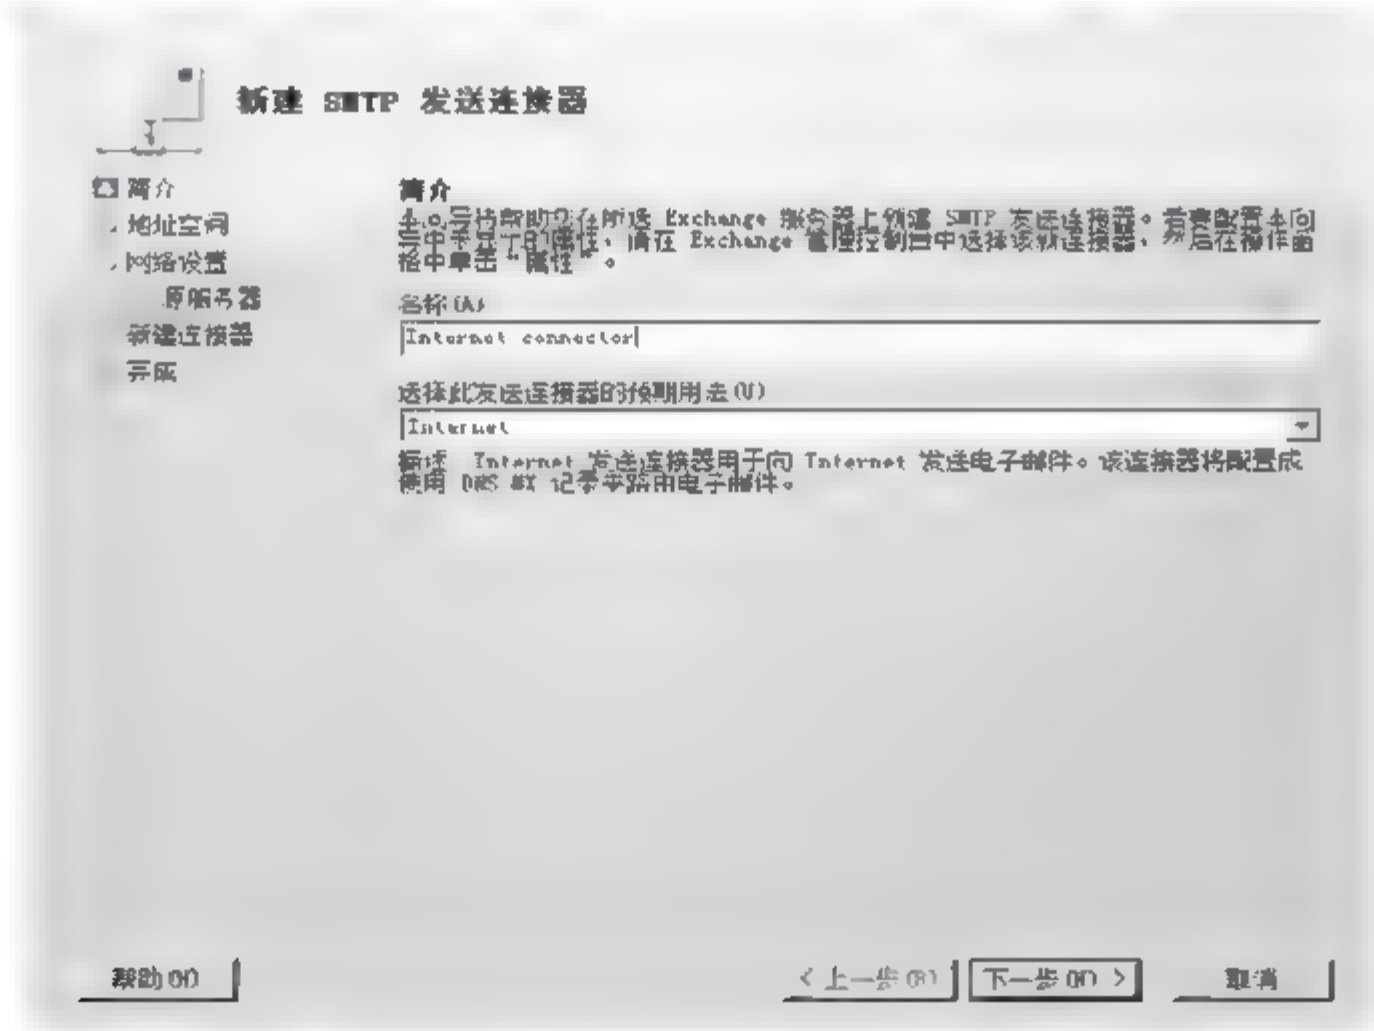 新建 SMTP 发送连接器
简介
地址空间
网络设置
源服务器
新建连接器
完成
简介
本向导将帮助您在所选 Exchange 服务器上创建 SMTP 发送连接器。若要配置本向
导中未显示的属性，请在 Exchange 管理控制台中选择该新连接器，然后在操作窗
格中单击“属性”。
名称(A)
Internet connector
选择此发送连接器的预期用法(U)
Internet
描述 Internet 发送连接器用于向 Internet 发送电子邮件。该连接器将配置成
使用 DNS MX 记录来路由电子邮件。
帮助(H)
< 上一步(B)
下一步(N) >
取消